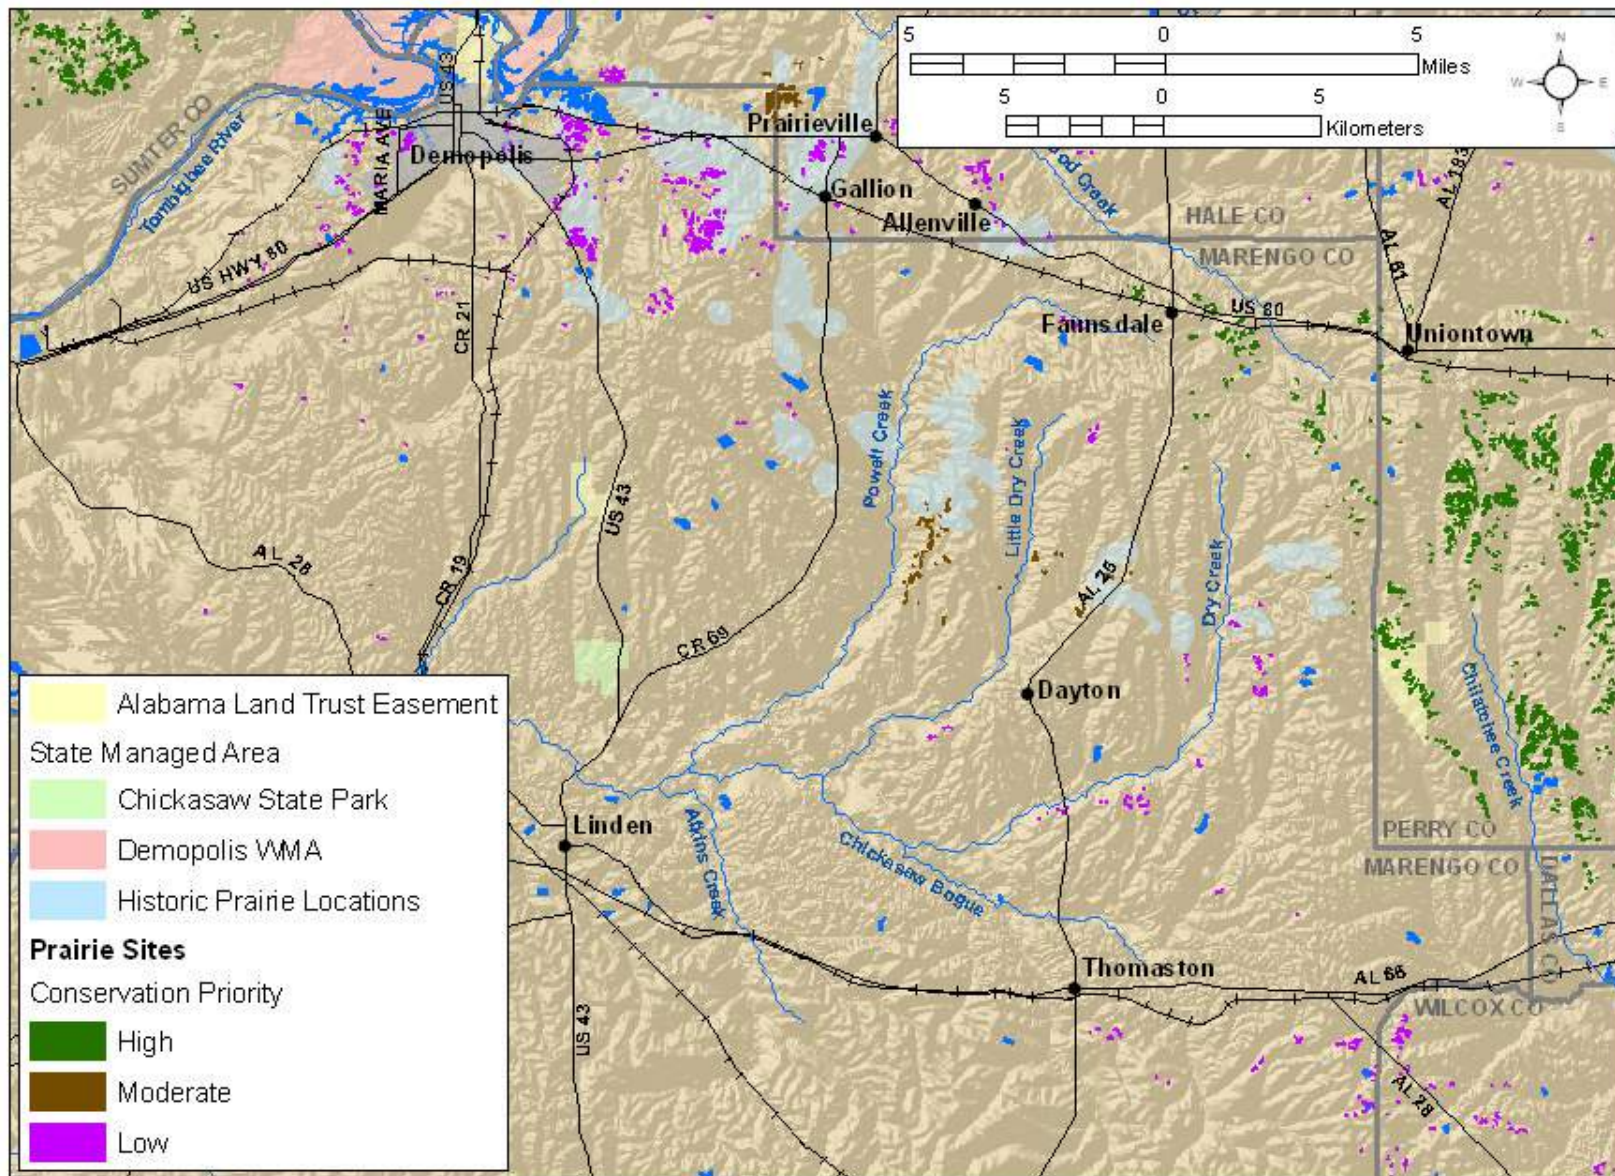 5 0 5
Miles
5 0 5
Kilometers
N
W E
S
US 43
SUMTER CO
Tombigbee River
MARIA AVE
Demopolis
Prairieville
Gallion
Allenville
HALE CO
MARENGO CO
AL 183
AL 61
US HWY 80
CR 21
US 80
Faunsdale
Uniontown
Powell Creek
Little Dry Creek
US 43
AL 28
CR 19
AL 25
Dry Creek
CR 69
Dayton
Chilatchee Creek
Alabama Land Trust Easement
State Managed Area
Chickasaw State Park
Demopolis WMA
Historic Prairie Locations
Prairie Sites
Conservation Priority
High
Moderate
Low
Linden
Atkins Creek
Chickasaw Bogue
PERRY CO
MARENGO CO
DALLAS CO
Thomaston
AL 66
WILCOX CO
US 43
AL 28